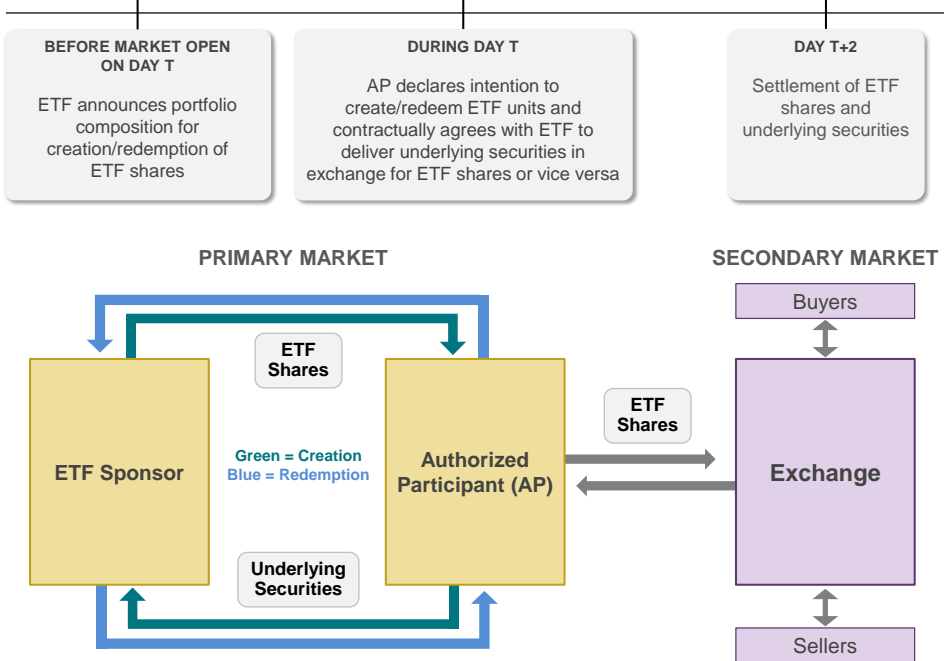 BEFORE MARKET OPEN
ON DAY T
ETF announces portfolio
composition for
creation/redemption of
ETF shares
DURING DAY T
AP declares intention to
create/redeem ETF units and
contractually agrees with ETF to
deliver underlying securities in
exchange for ETF shares or vice versa
DAY T+2
Settlement of ETF
shares and
underlying securities
PRIMARY MARKET
SECONDARY MARKET
Buyers
ETF
Shares
ETF
Shares
ETF Sponsor
Green = Creation
Blue = Redemption
Authorized
Participant (AP)
Exchange
Underlying
Securities
Sellers